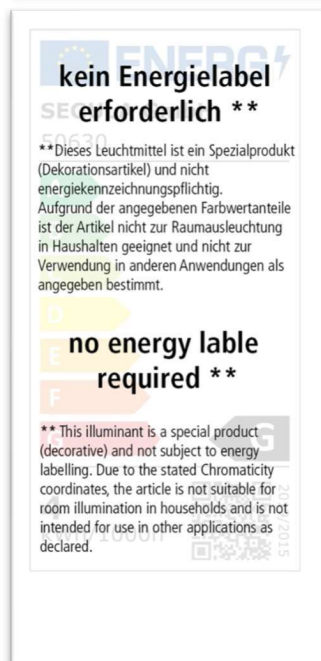 ENERG
kein Energielabel
erforderlich **
50630
**Dieses Leuchtmittel ist ein Spezialprodukt
(Dekorationsartikel) und nicht
energiekennzeichnungspflichtig.
Aufgrund der angegebenen Farbwertanteile
ist der Artikel nicht zur Raumausleuchtung
in Haushalten geeignet und nicht zur
Verwendung in anderen Anwendungen als
angegeben bestimmt.
D
E
no energy lable
required **
F
G
** This illuminant is a special product
(decorative) and not subject to energy
labelling. Due to the stated Chromaticity
coordinates, the article is not suitable for
room illumination in households and is not
intended for use in other applications as
declared.
kWh/1000h